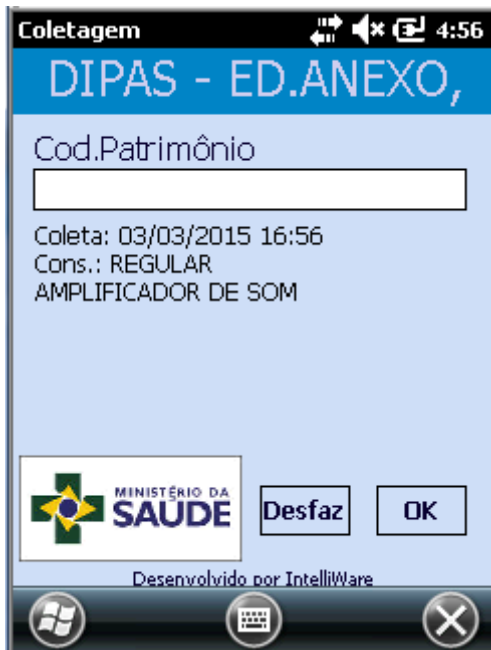 Coletagem 4:56
DIPAS - ED.ANEXO,
Cod.Patrimônio
Coleta: 03/03/2015 16:56
Cons.: REGULAR
AMPLIFICADOR DE SOM
MINISTÉRIO DA
SAÚDE
Desfaz OK
Desenvolvido por IntelliWare